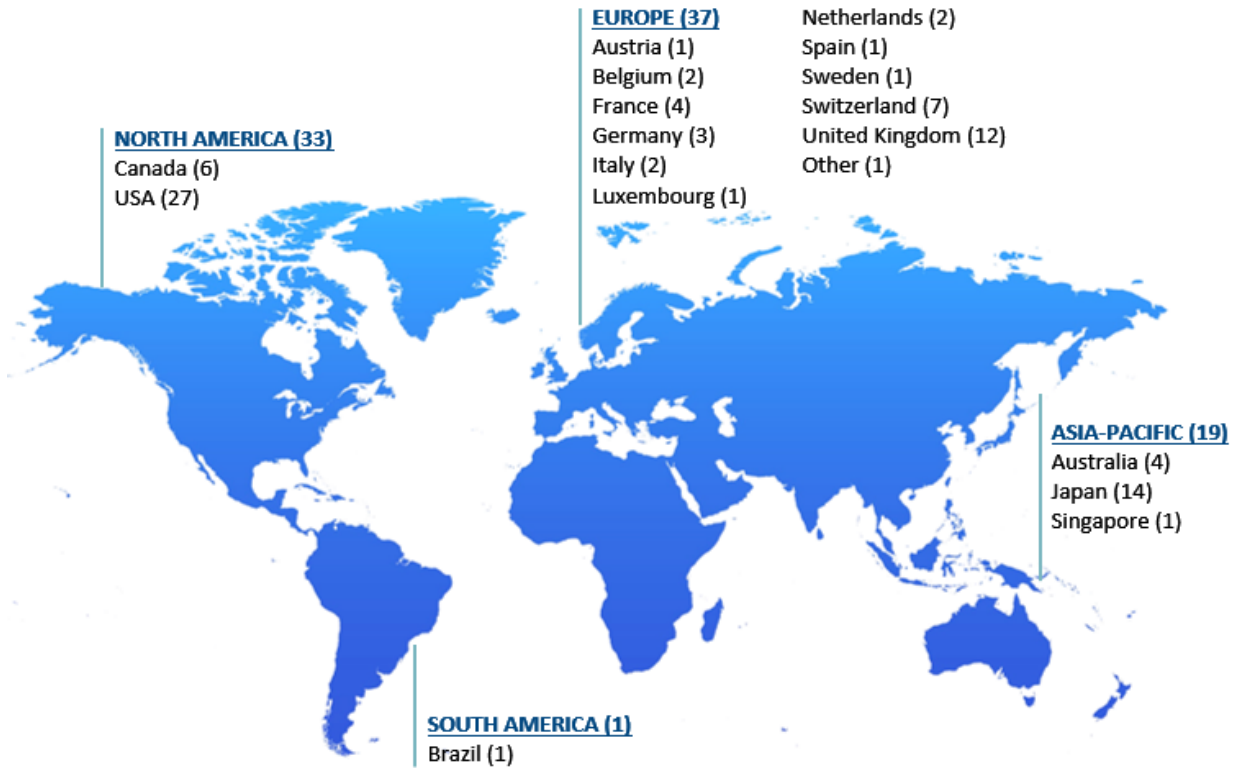 EUROPE (37)
Austria (1)
Belgium (2)
France (4)
Germany (3)
Italy (2)
Luxembourg (1)
Netherlands (2)
Spain (1)
Sweden (1)
Switzerland (7)
United Kingdom (12)
Other (1)
NORTH AMERICA (33)
Canada (6)
USA (27)
ASIA-PACIFIC (19)
Australia (4)
Japan (14)
Singapore (1)
SOUTH AMERICA (1)
Brazil (1)